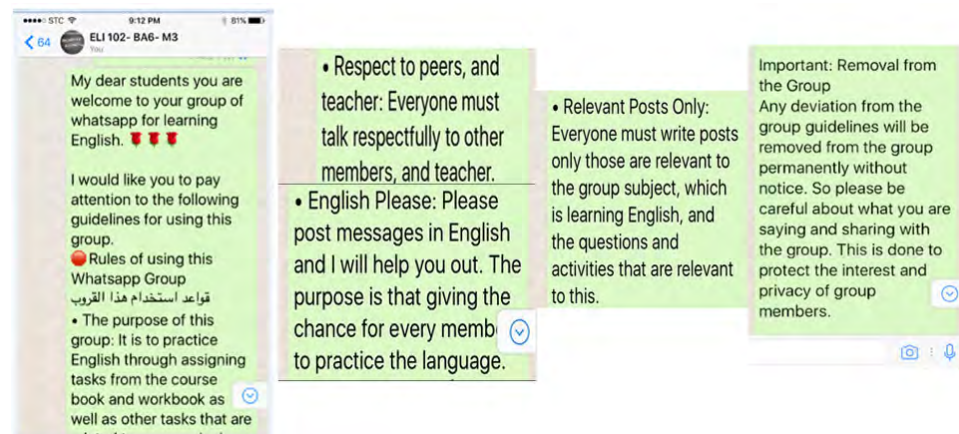 STC 9:12 PM 81%
64 ELI 102- BA6- M3
You
My dear students you are
welcome to your group of
whatsapp for learning
English.
I would like you to pay
attention to the following
guidelines for using this
group.
Rules of using this
Whatsapp Group
قواعد استخدام هذا القروب
• The purpose of this
group: It is to practice
English through assigning
tasks from the course
book and workbook as
well as other tasks that are
• Respect to peers, and
teacher: Everyone must
talk respectfully to other
members, and teacher.
• English Please: Please
post messages in English
and I will help you out. The
purpose is that giving the
chance for every memb
to practice the language.
• Relevant Posts Only:
Everyone must write posts
only those are relevant to
the group subject, which
is learning English, and
the questions and
activities that are relevant
to this.
Important: Removal from
the Group
Any deviation from the
group guidelines will be
removed from the group
permanently without
notice. So please be
careful about what you are
saying and sharing with
the group. This is done to
protect the interest and
privacy of group
members.